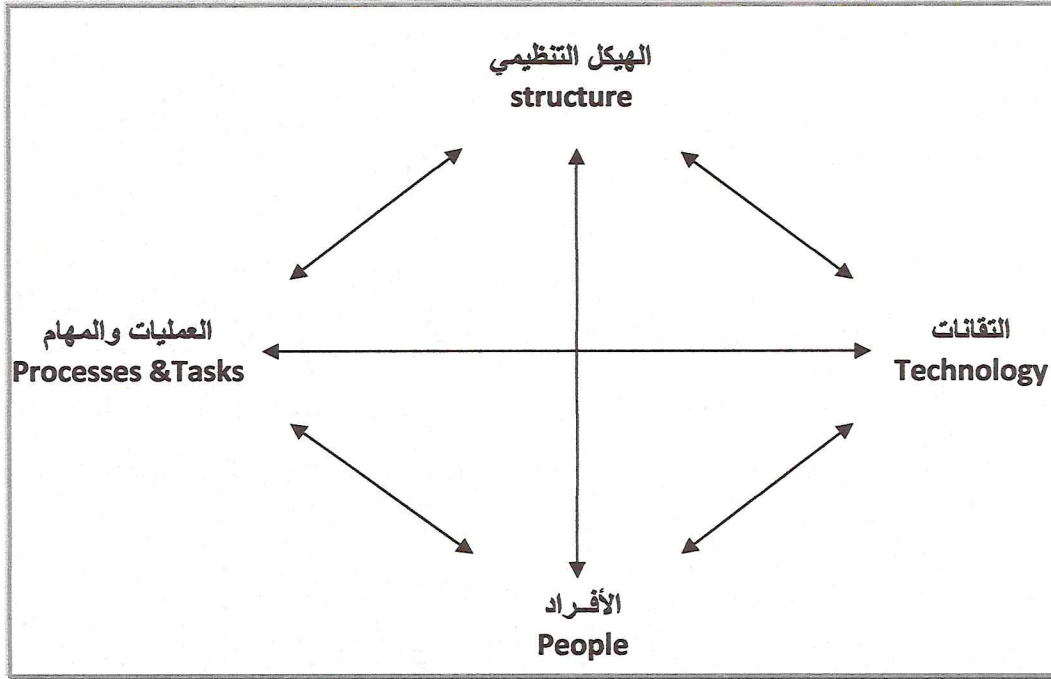 الهيكل التنظيمي
structure
العمليات والمهام
Processes &Tasks
التقانات
Technology
الأفـراد
People